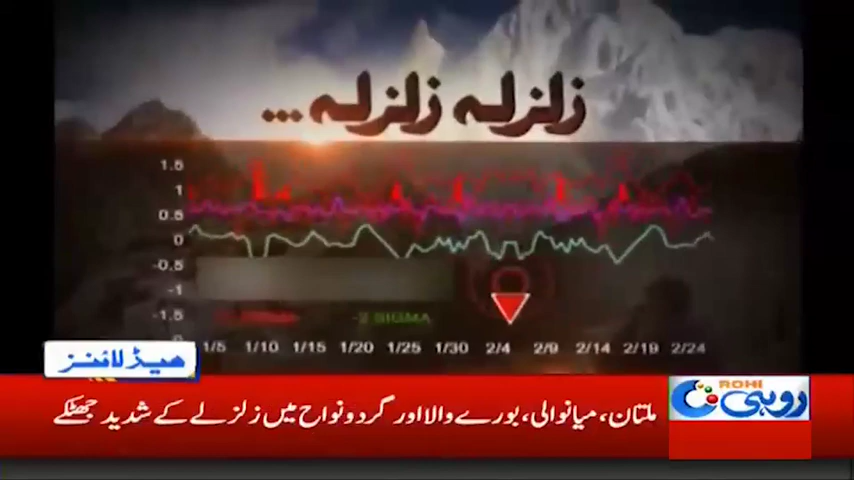 زلزلہ زلزلہ ...
1.5
1
0.5
0
-0.5
-1
-1.5
-2 SIGMA
1/5 1/10 1/15 1/20 1/25 1/30 2/4 2/9 2/14 2/19 2/24
ہیڈ لائنز
ROHI
روہی
ملتان، میانوالی، بورے والا اور گردونواح میں زلزلے کے شدید جھٹکے